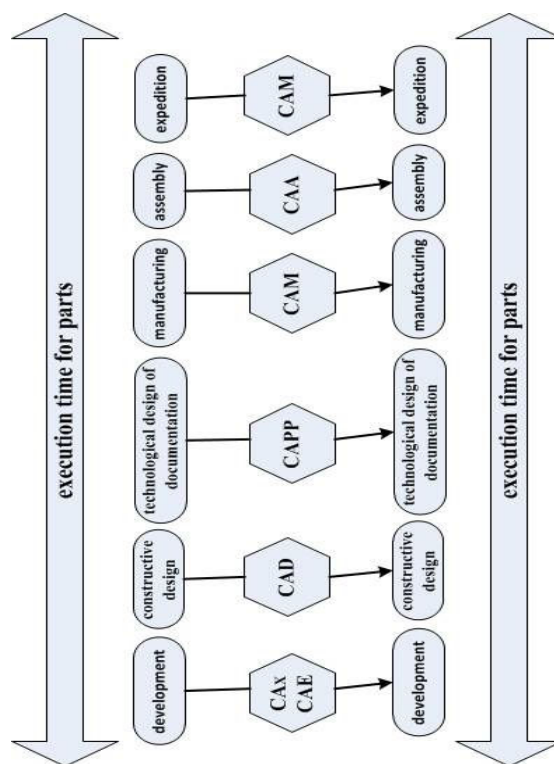 execution time for parts
development
constructive
design
technological design of
documentation
manufacturing
assembly
expedition
CAx
CAE
CAD
CAPP
CAM
CAA
CAM
development
constructive
design
technological design of
documentation
manufacturing
assembly
expedition
execution time for parts